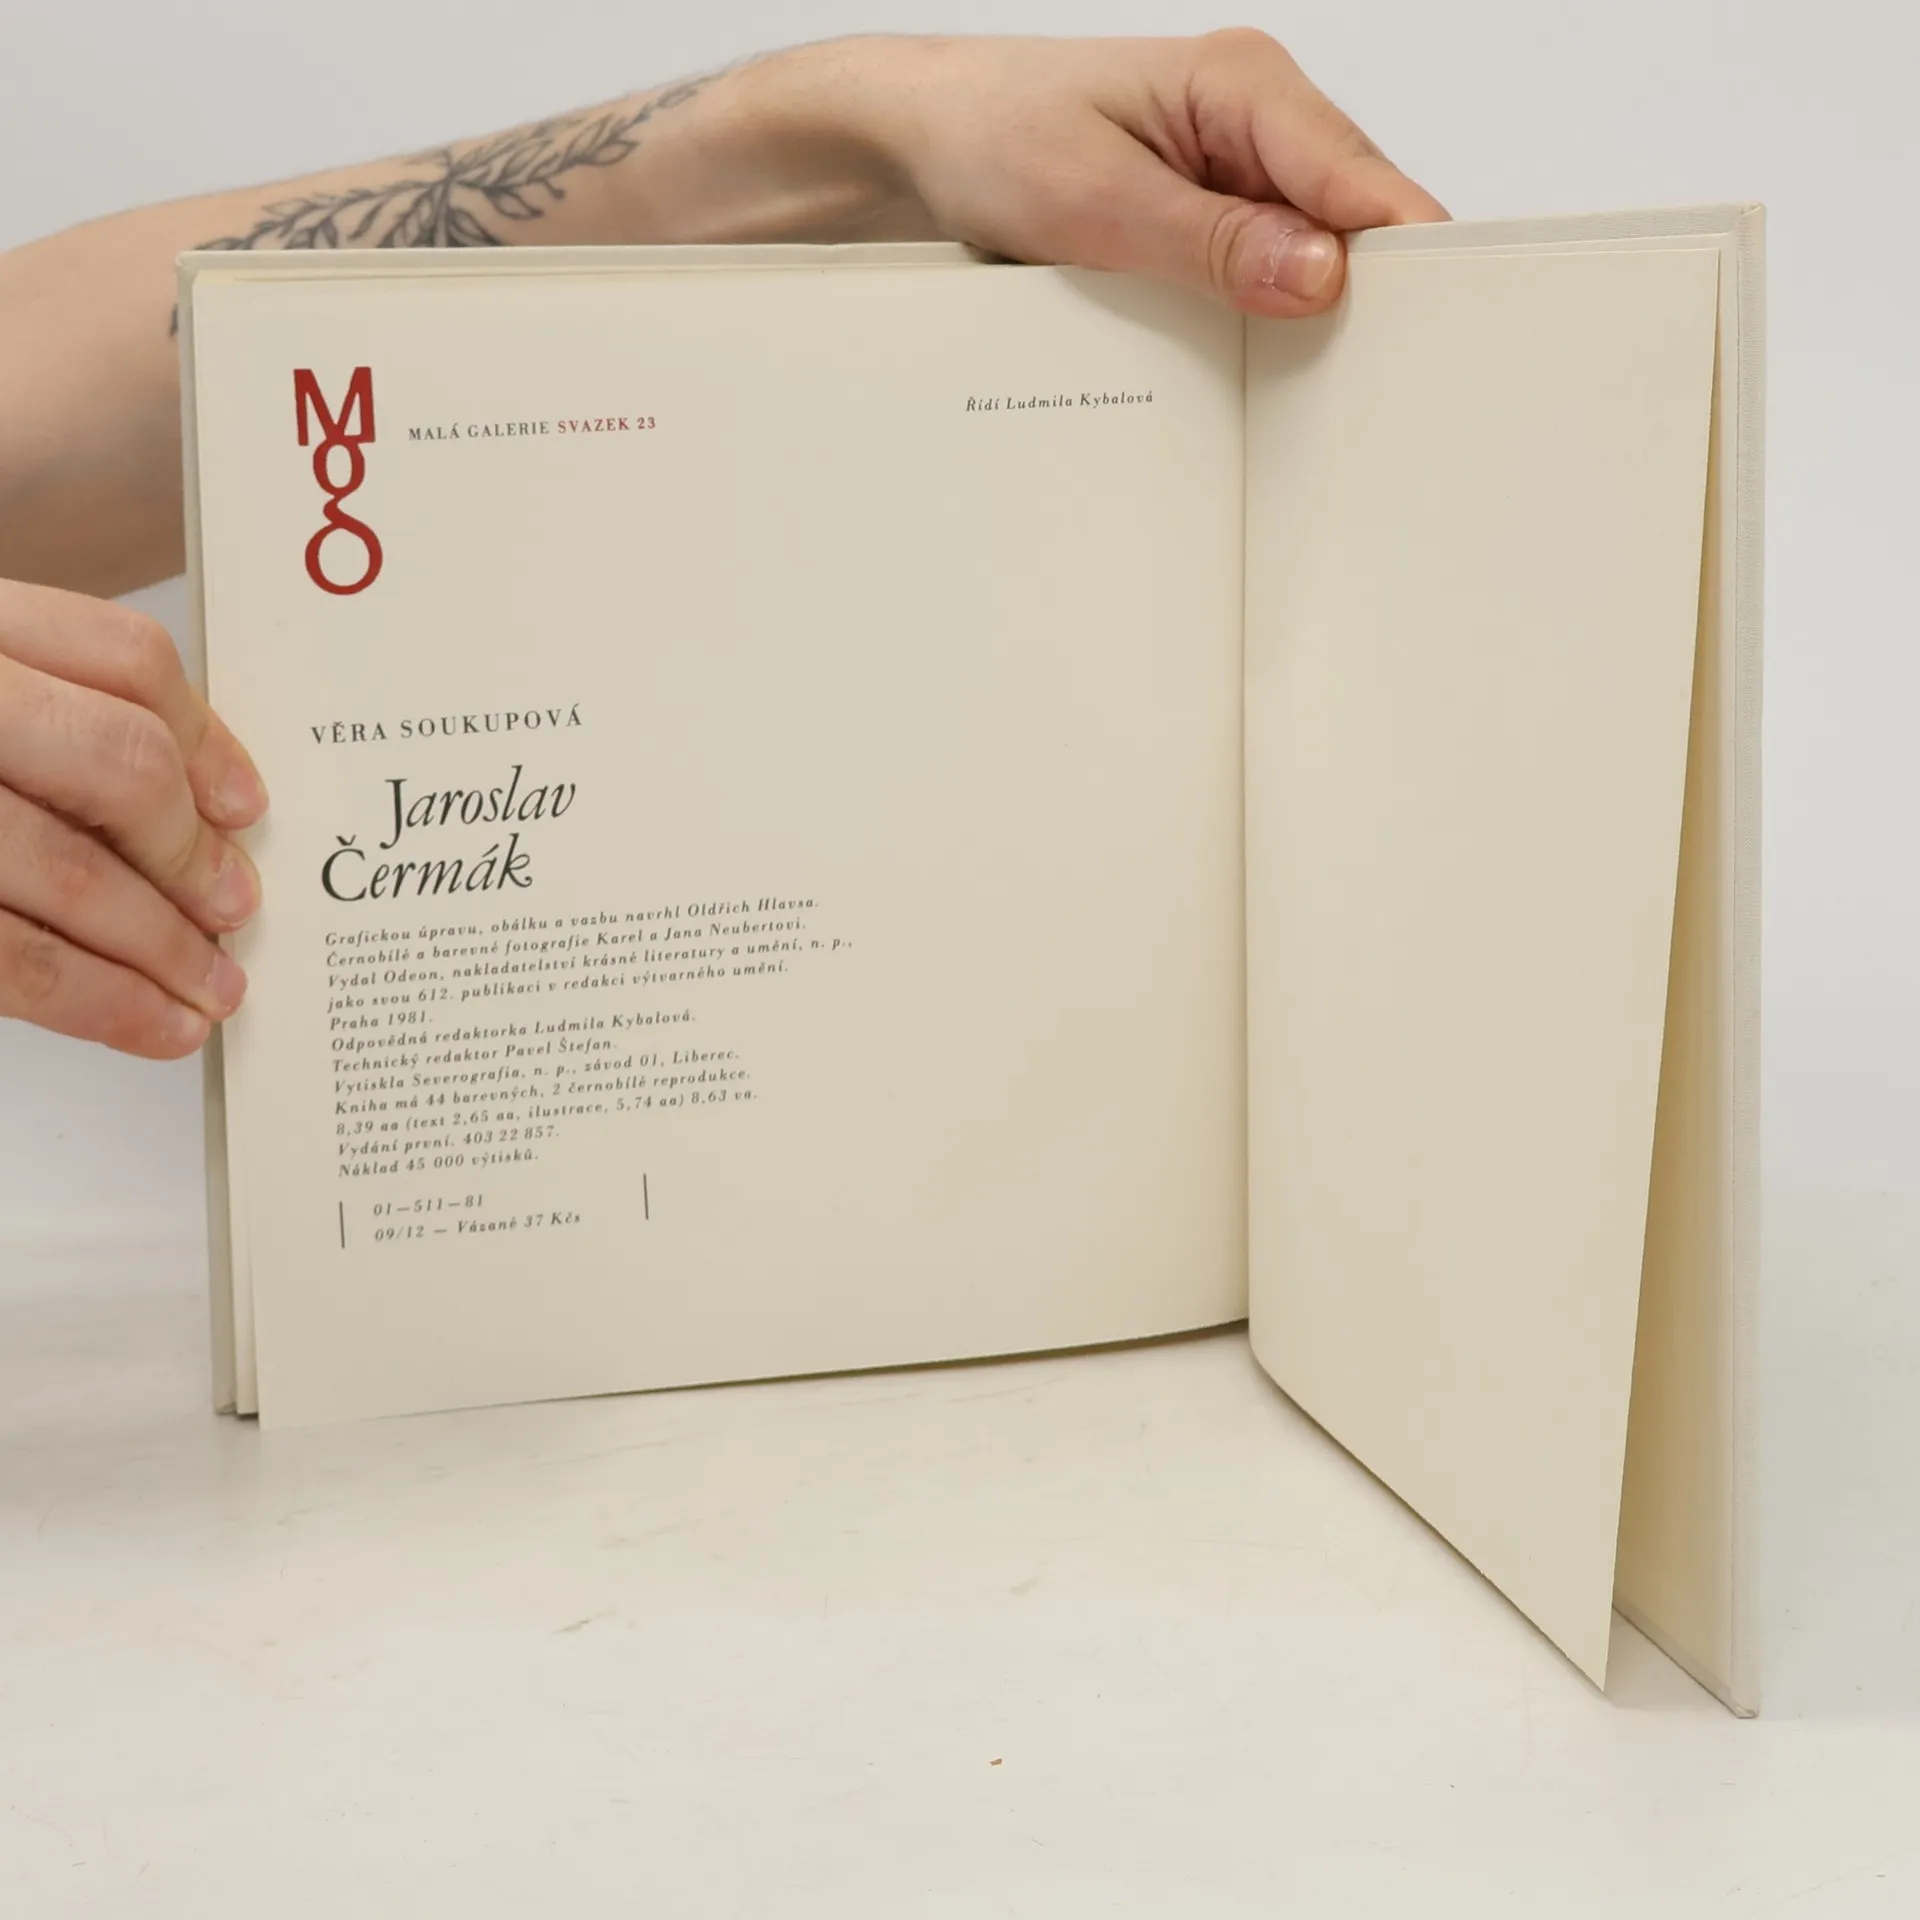 Mg
MALÁ GALERIE SVAZEK 23
Řídí Ludmila Kybalová
VĚRA SOUKUPOVÁ
Jaroslav
Čermák
Grafickou úpravu, obálku a vazbu navrhl Oldřich Hlavsa.
Černobílé a barevné fotografie Karel a Jana Neubertovi.
Vydal Odeon, nakladatelství krásné literatury a umění, n. p.,
jako svou 612. publikaci v redakci výtvarného umění.
Praha 1981.
Odpovědná redaktorka Ludmila Kybalová.
Technický redaktor Pavel Štefan.
Vytiskla Severografia, n. p., závod 01, Liberec.
Kniha má 44 barevných, 2 černobílé reprodukce.
8,39 aa (text 2,65 aa, ilustrace, 5,74 aa) 8,63 va.
Vydání první. 403 22 857.
Náklad 45 000 výtisků.
01—511—81
09/12 — Vázané 37 Kčs